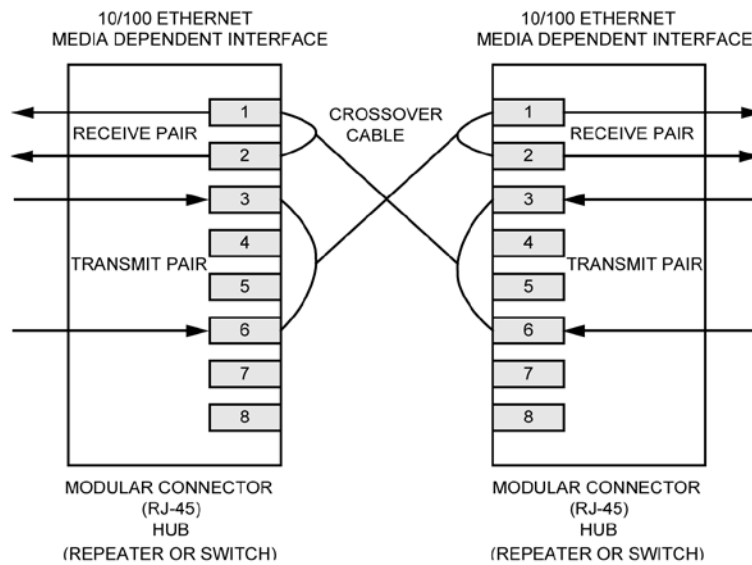 10/100 ETHERNET
MEDIA DEPENDENT INTERFACE
10/100 ETHERNET
MEDIA DEPENDENT INTERFACE
1
RECEIVE PAIR
2
3
4
TRANSMIT PAIR
5
6
7
8
CROSSOVER
CABLE
1
RECEIVE PAIR
2
3
4
TRANSMIT PAIR
5
6
7
8
MODULAR CONNECTOR
(RJ-45)
HUB
(REPEATER OR SWITCH)
MODULAR CONNECTOR
(RJ-45)
HUB
(REPEATER OR SWITCH)